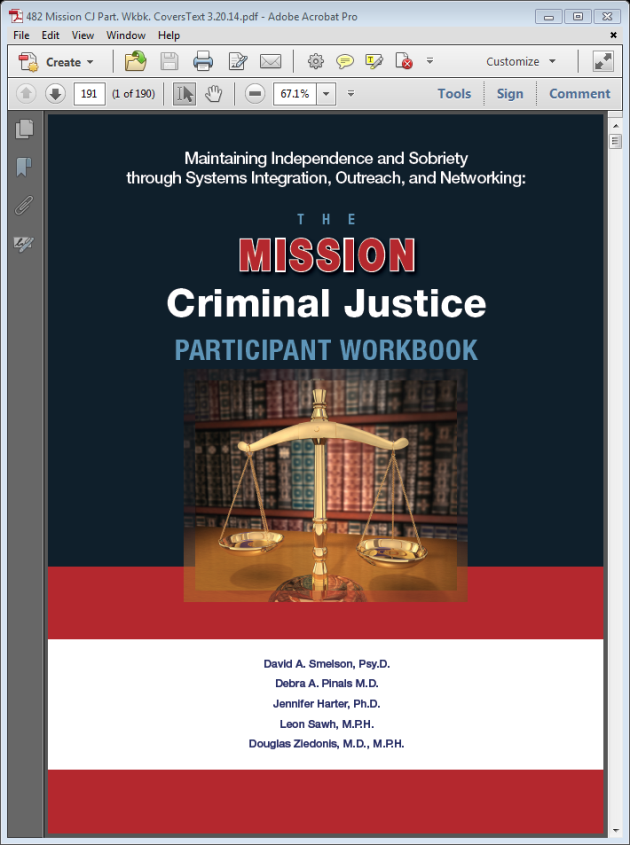 482 Mission CJ Part. Wkbk. CoversText 3.20.14.pdf - Adobe Acrobat Pro
File Edit View Window Help
Create Customize
191 (1 of 190) 67.1% Tools Sign Comment
Maintaining Independence and Sobriety
through Systems Integration, Outreach, and Networking:
THE
MISSION
Criminal Justice
PARTICIPANT WORKBOOK
David A. Smelson, Psy.D.
Debra A. Pinals M.D.
Jennifer Harter, Ph.D.
Leon Sawh, M.P.H.
Douglas Ziedonis, M.D., M.P.H.